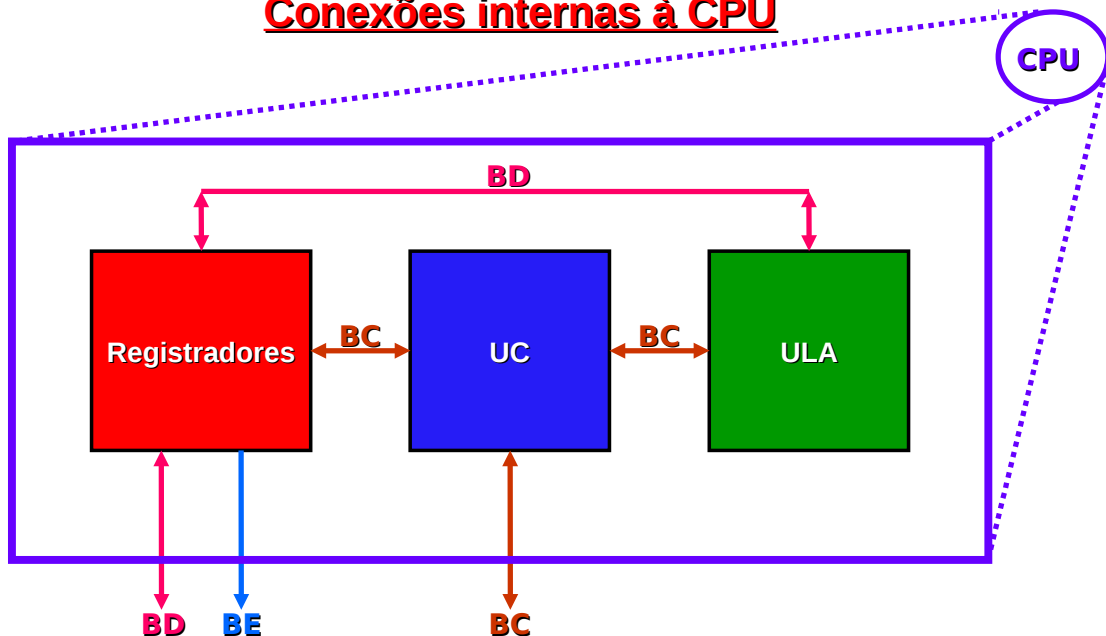 Conexões internas à CPU
CPU
BD
BC
BC
Registradores
UC
ULA
BD
BE
BC